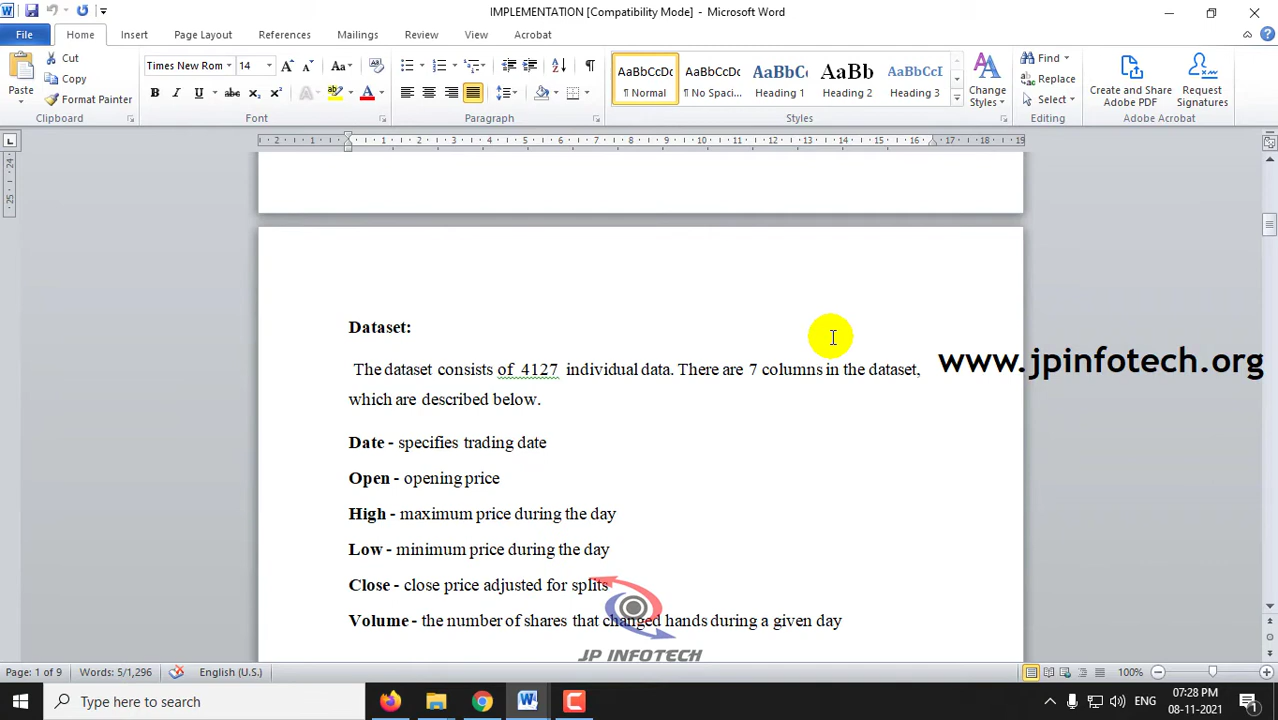 IMPLEMENTATION [Compatibility Mode] - Microsoft Word
File Home Insert Page Layout References Mailings Review View Acrobat
Paste
Cut
Copy
Format Painter
Clipboard
Times New Rom 14
Font
Paragraph
AaBbCcDc AaBbCcDc AaBbCc AaBb AaBbCcI
¶ Normal ¶ No Spaci... Heading 1 Heading 2 Heading 3
Change Styles
Styles
Find
Replace
Select
Editing
Create and Share Adobe PDF
Request Signatures
Adobe Acrobat
Dataset:
The dataset consists of 4127 individual data. There are 7 columns in the dataset,
which are described below.
Date - specifies trading date
Open - opening price
High - maximum price during the day
Low - minimum price during the day
Close - close price adjusted for splits
Volume - the number of shares that changed hands during a given day
www.jpinfotech.org
JP INFOTECH
Page: 1 of 9 Words: 5/1,296 English (U.S.) 100%
Type here to search
ENG
07:28 PM
08-11-2021